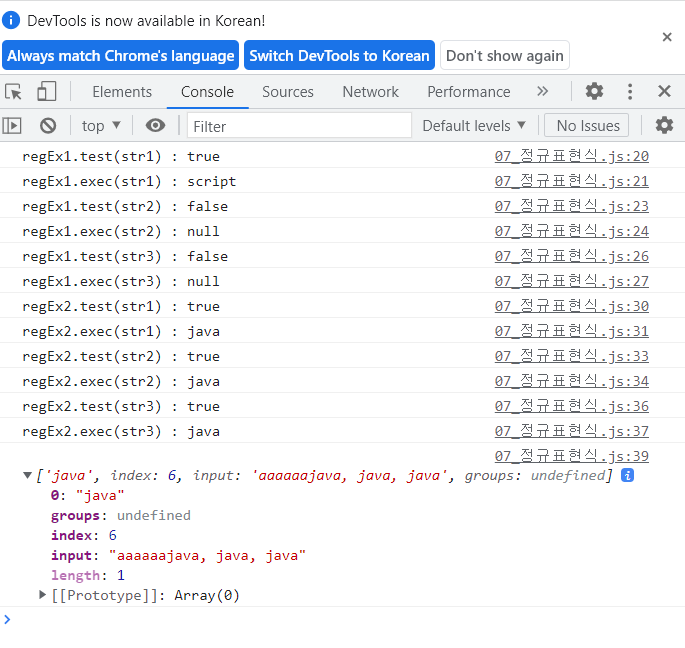 DevTools is now available in Korean!
Always match Chrome's language Switch DevTools to Korean Don't show again
Elements Console Sources Network Performance
top Filter Default levels No Issues
regEx1.test(str1) : true 07_정규표현식.js:20
regEx1.exec(str1) : script 07_정규표현식.js:21
regEx1.test(str2) : false 07_정규표현식.js:23
regEx1.exec(str2) : null 07_정규표현식.js:24
regEx1.test(str3) : false 07_정규표현식.js:26
regEx1.exec(str3) : null 07_정규표현식.js:27
regEx2.test(str1) : true 07_정규표현식.js:30
regEx2.exec(str1) : java 07_정규표현식.js:31
regEx2.test(str2) : true 07_정규표현식.js:33
regEx2.exec(str2) : java 07_정규표현식.js:34
regEx2.test(str3) : true 07_정규표현식.js:36
regEx2.exec(str3) : java 07_정규표현식.js:37
07_정규표현식.js:39
['java', index: 6, input: 'aaaaaajava, java, java', groups: undefined]
0: "java"
groups: undefined
index: 6
input: "aaaaaajava, java, java"
length: 1
[[Prototype]]: Array(0)